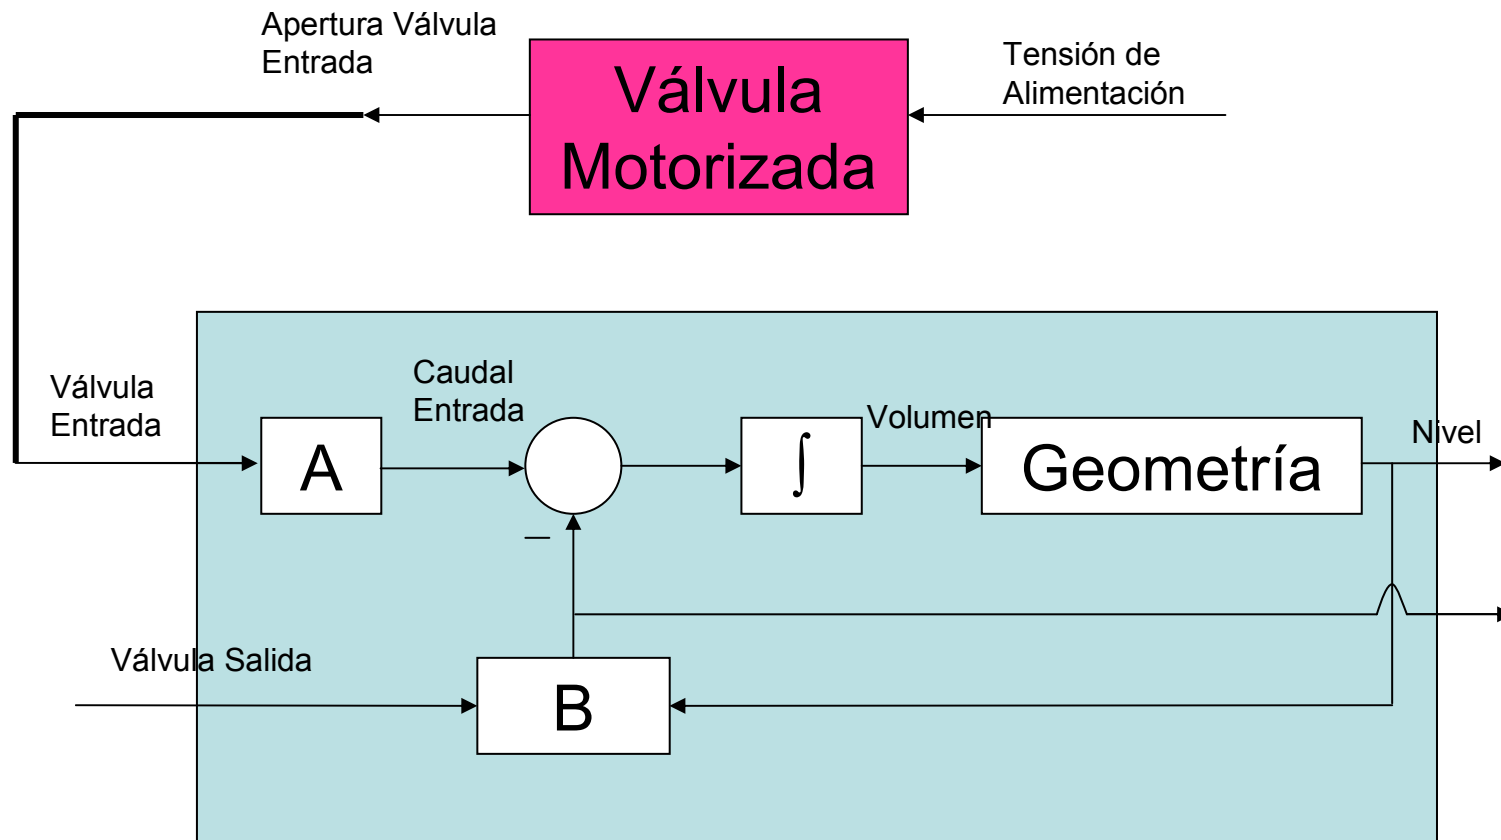 Apertura Válvula
Entrada
Válvula
Motorizada
Tensión de
Alimentación
Válvula
Entrada
A
Caudal
Entrada
∫
Volumen
Geometría
Nivel
—
Válvula Salida
B